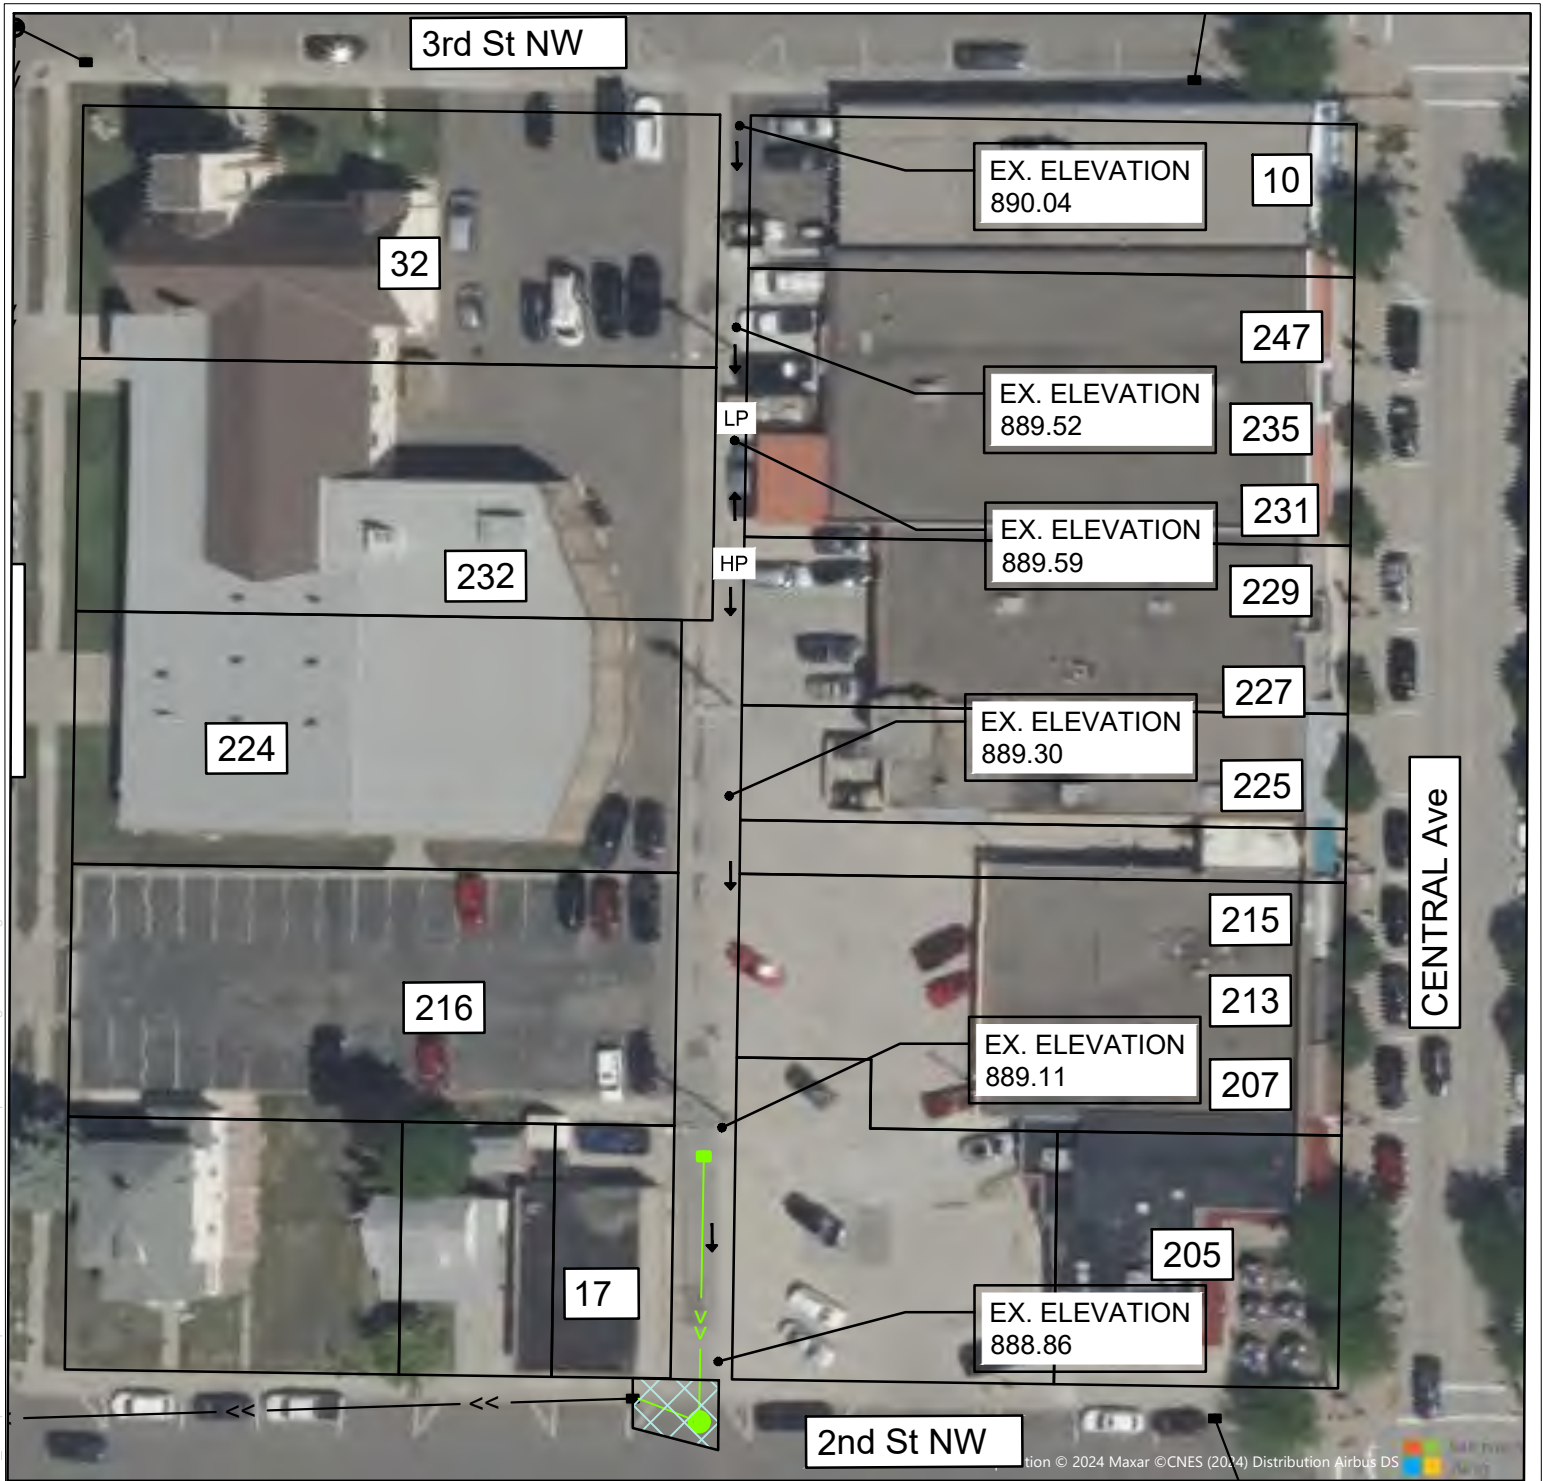 3rd St NW
EX. ELEVATION
890.04
10
32
247
EX. ELEVATION
889.52
235
LP
231
EX. ELEVATION
889.59
HP
232
229
227
EX. ELEVATION
889.30
224
225
CENTRAL Ave
215
216
213
EX. ELEVATION
889.11
207
205
17
EX. ELEVATION
888.86
<<
<<
2nd St NW
tion © 2024 Maxar ©CNES (2024) Distribution Airbus DS